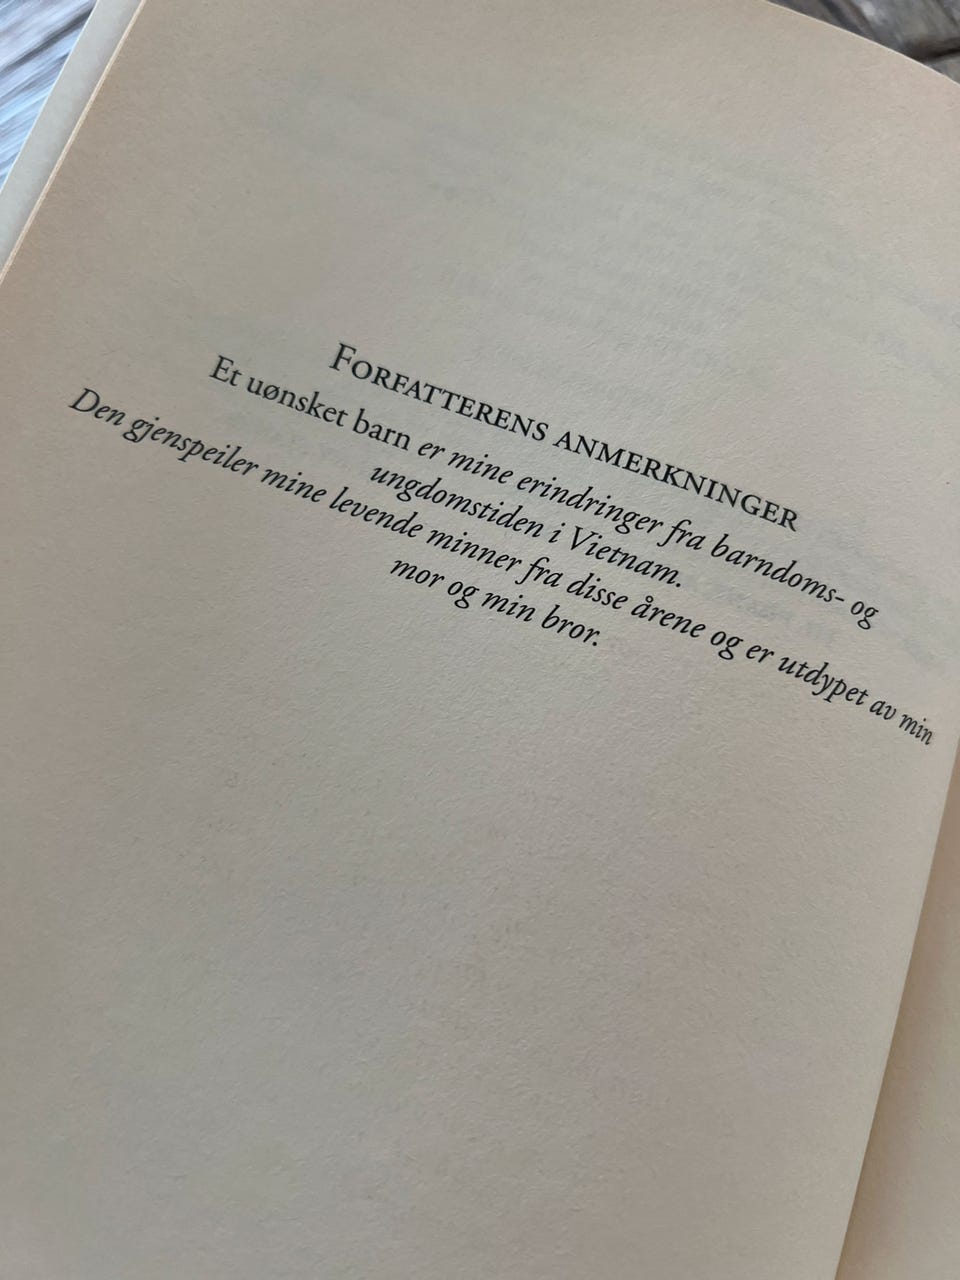 FORFATTERENS ANMERKNINGER
Et uønsket barn er mine erindringer fra barndoms- og
ungdomstiden i Vietnam.
Den gjenspeiler mine levende minner fra disse årene og er utdypet av min
mor og min bror.